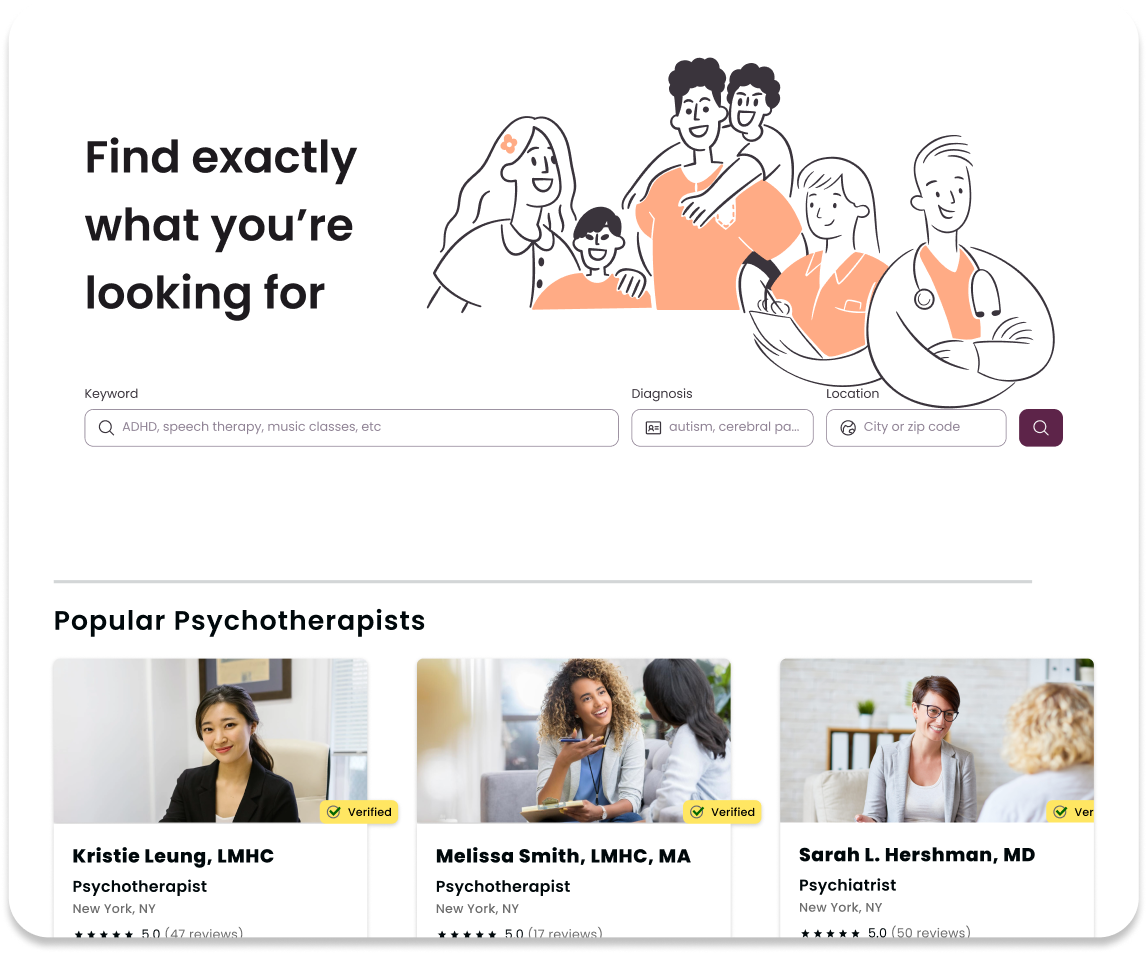 Find exactly
what you’re
looking for
Keyword
Diagnosis
Location
ADHD, speech therapy, music classes, etc
autism, cerebral pa...
City or zip code
Popular Psychotherapists
Verified
Verified
Ver
Kristie Leung, LMHC
Psychotherapist
New York, NY
5.0 (47 reviews)
Melissa Smith, LMHC, MA
Psychotherapist
New York, NY
5.0 (17 reviews)
Sarah L. Hershman, MD
Psychiatrist
New York, NY
5.0 (50 reviews)